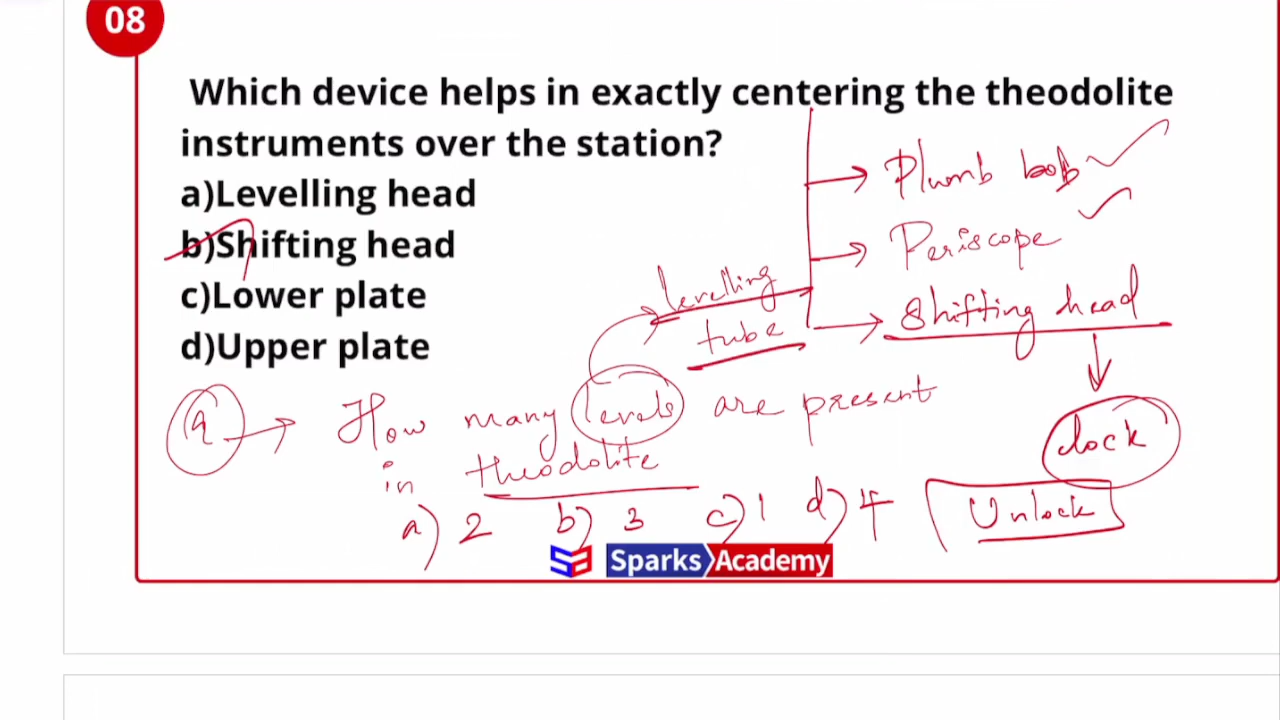 08
Which device helps in exactly centering the theodolite
instruments over the station?
a)Levelling head
b)Shifting head
c)Lower plate
d)Upper plate
→ Plumb bob ✓
→ Periscope ✓
→ Shifting head
levelling
tube
Lock
Unlock
Q → How many levels are present
in theodolite
a) 2 b) 3 c) 1 d) 4
Sparks Academy